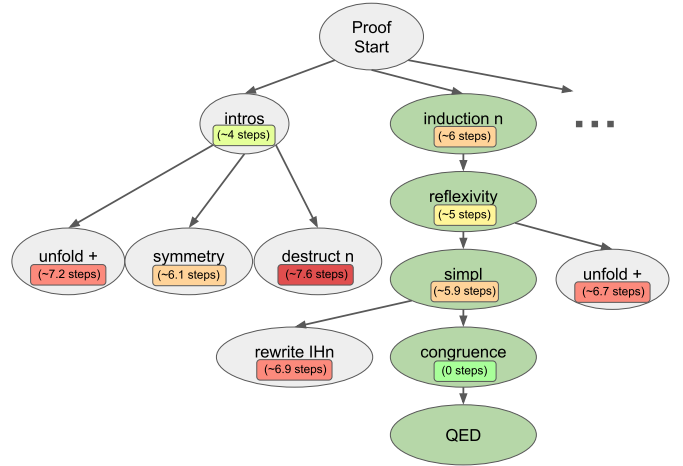 Proof
Start
intros
(~4 steps)
induction n
(~6 steps)
...
reflexivity
(~5 steps)
unfold +
(~7.2 steps)
symmetry
(~6.1 steps)
destruct n
(~7.6 steps)
simpl
(~5.9 steps)
unfold +
(~6.7 steps)
rewrite IHn
(~6.9 steps)
congruence
(0 steps)
QED